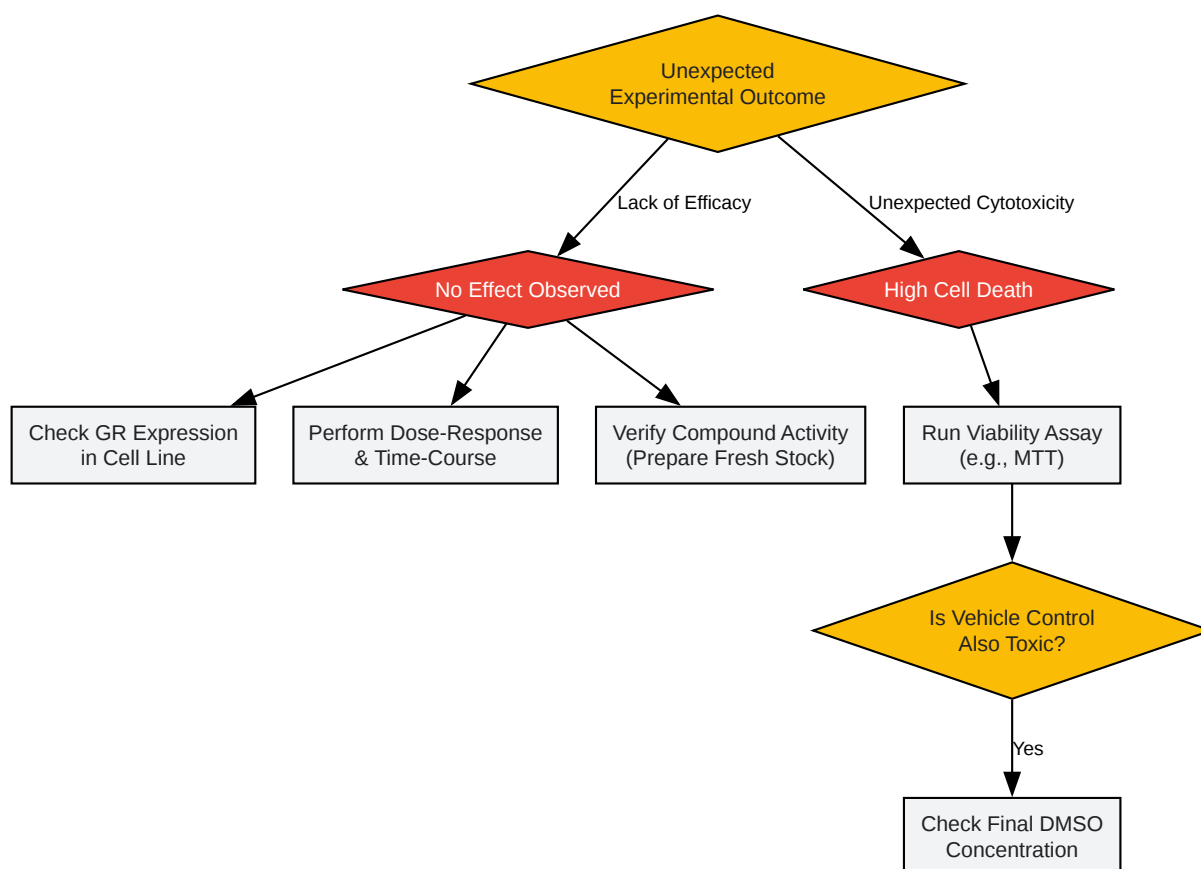 Unexpected
Experimental Outcome
Lack of Efficacy
Unexpected Cytotoxicity
No Effect Observed
High Cell Death
Check GR Expression
in Cell Line
Perform Dose-Response
& Time-Course
Verify Compound Activity
(Prepare Fresh Stock)
Run Viability Assay
(e.g., MTT)
Is Vehicle Control
Also Toxic?
Yes
Check Final DMSO
Concentration